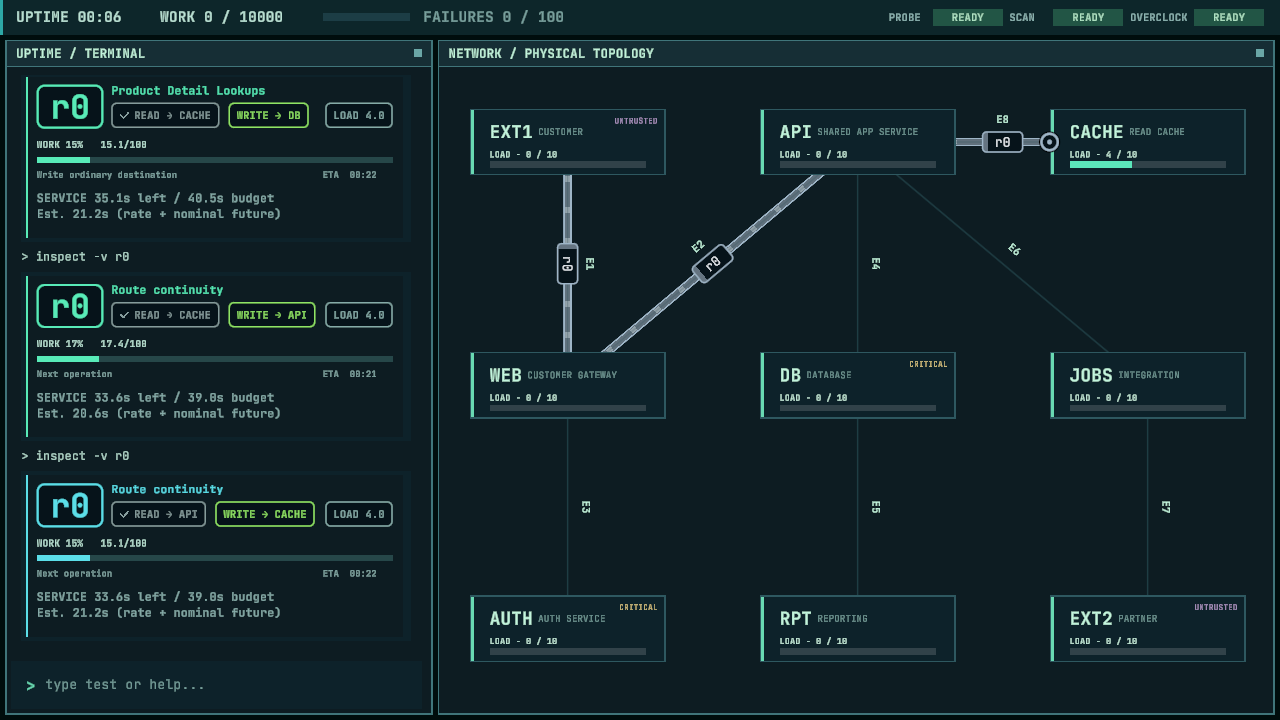 UPTIME 00:06 WORK 0 / 10000 FAILURES 0 / 100 PROBE READY SCAN READY OVERCLOCK READY
UPTIME / TERMINAL
r0 Product Detail Lookups
✓ READ → CACHE WRITE → DB LOAD 4.0
WORK 15% 15.1/100
Write ordinary destination ETA 00:22
SERVICE 35.1s left / 40.5s budget
Est. 21.2s (rate + nominal future)
> inspect -v r0
r0 Route continuity
✓ READ → CACHE WRITE → API LOAD 4.0
WORK 17% 17.4/100
Next operation ETA 00:21
SERVICE 33.6s left / 39.0s budget
Est. 20.6s (rate + nominal future)
> inspect -v r0
r0 Route continuity
✓ READ → API WRITE → CACHE LOAD 4.0
WORK 15% 15.1/100
Next operation ETA 00:22
SERVICE 33.6s left / 39.0s budget
Est. 21.2s (rate + nominal future)
> type test or help...
NETWORK / PHYSICAL TOPOLOGY
UNTRUSTED
EXT1 CUSTOMER
LOAD - 0 / 10
API SHARED APP SERVICE
LOAD - 0 / 10
E8
r0
CACHE READ CACHE
LOAD - 4 / 10
r0
E1
E2
r0
E4
E6
WEB CUSTOMER GATEWAY
LOAD - 0 / 10
CRITICAL
DB DATABASE
LOAD - 0 / 10
JOBS INTEGRATION
LOAD - 0 / 10
E3
E5
E7
CRITICAL
AUTH AUTH SERVICE
LOAD - 0 / 10
RPT REPORTING
LOAD - 0 / 10
UNTRUSTED
EXT2 PARTNER
LOAD - 0 / 10